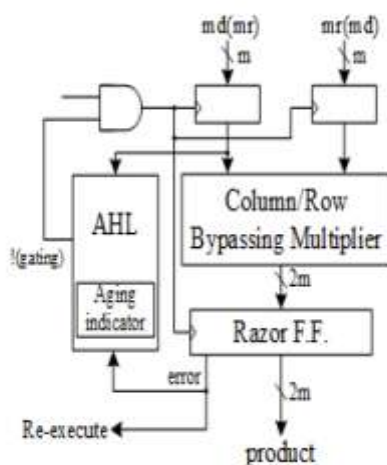 md(mr) mr(md)
m m
AHL
Column/Row
Bypassing Multiplier
!(gating)
Aging
indicator
2m
Razor F.F.
error
2m
Re-execute
product